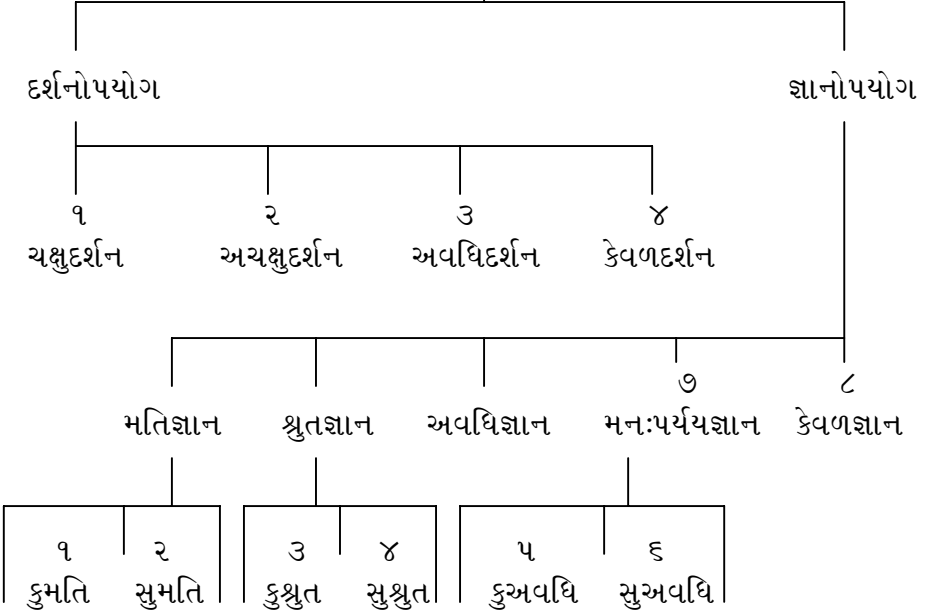 દર્શનોપયોગ જ્ઞાનોપયોગ
૧ ૨ ૩ ૪
ચક્ષુદર્શન અચક્ષુદર્શન અવધિદર્શન કેવળદર્શન
૭ ૮
મતિજ્ઞાન શ્રુતજ્ઞાન અવધિજ્ઞાન મન:પર્યયજ્ઞાન કેવળજ્ઞાન
૧ ૨ ૩ ૪ ૫ ૬
કુમતિ સુમતિ કુશ્રુત સુશ્રુત કુઅવધિ સુઅવધિ